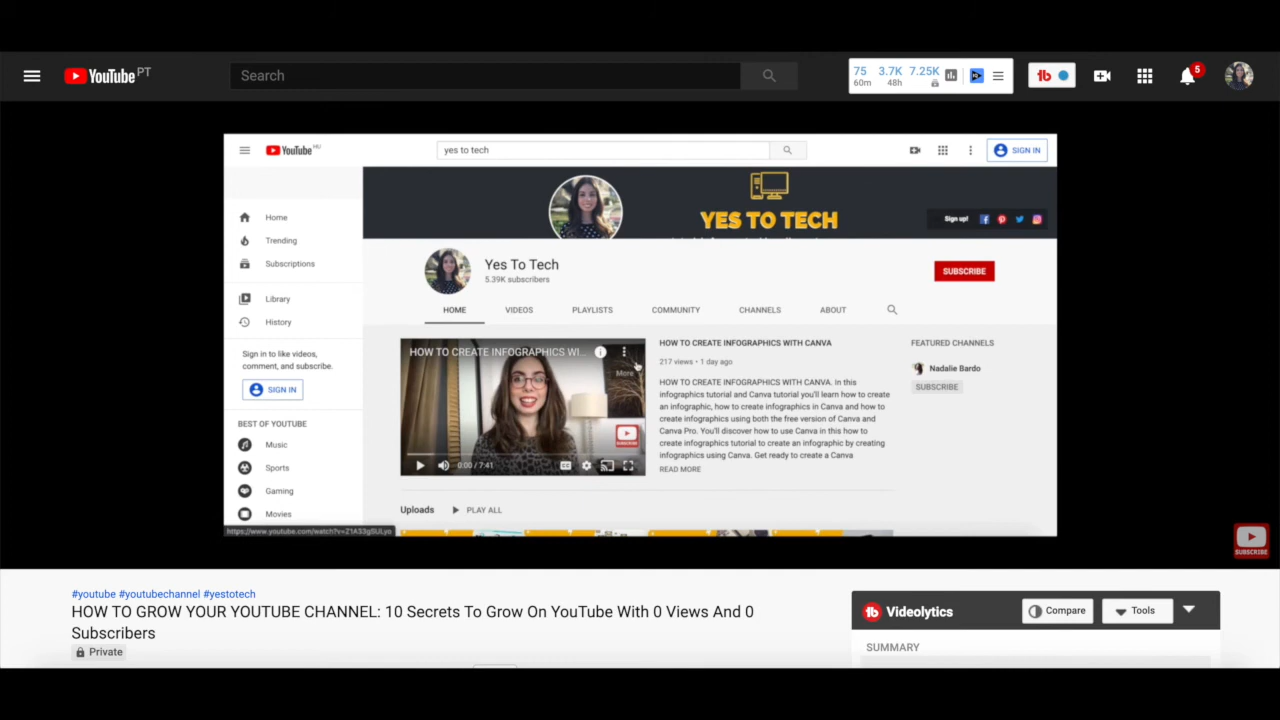 YouTube PT
Search
75 3.7K 7.25K
60m 48h
tb
5
YouTube HU
yes to tech
SIGN IN
YES TO TECH
Sign up!
Home
Trending
Subscriptions
Library
History
Sign in to like videos,
comment, and subscribe.
SIGN IN
BEST OF YOUTUBE
Music
Sports
Gaming
Movies
Yes To Tech
5.39K subscribers
SUBSCRIBE
HOME VIDEOS PLAYLISTS COMMUNITY CHANNELS ABOUT
HOW TO CREATE INFOGRAPHICS WI...
More
SUBSCRIBE
0:00 / 7:41
HOW TO CREATE INFOGRAPHICS WITH CANVA
217 views • 1 day ago
HOW TO CREATE INFOGRAPHICS WITH CANVA. In this
infographics tutorial and Canva tutorial you'll learn how to create
an infographic, how to create infographics in Canva and how to
create infographics using both the free version of Canva and
Canva Pro. You'll discover how to use Canva in this how to
create infographics tutorial to create an infographic by creating
infographics using Canva. Get ready to create a Canva
READ MORE
FEATURED CHANNELS
Nadalie Bardo
SUBSCRIBE
Uploads PLAY ALL
SUBSCRIBE
#youtube #youtubechannel #yestotech
HOW TO GROW YOUR YOUTUBE CHANNEL: 10 Secrets To Grow On YouTube With 0 Views And 0
Subscribers
Private
tb Videolytics
Compare
Tools
SUMMARY